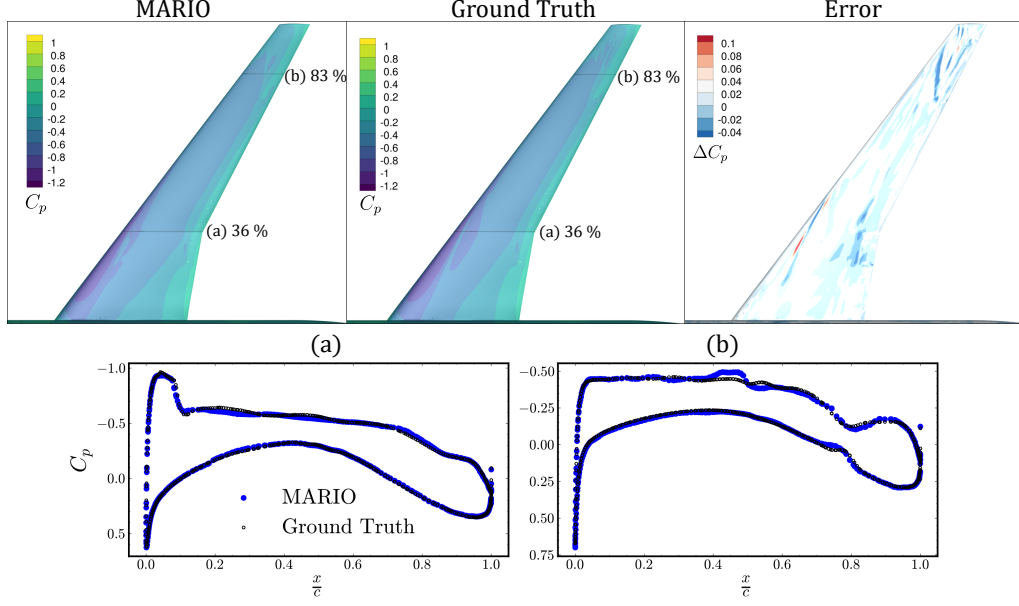 MARIO
Ground Truth
Error
1
0.8
0.6
0.4
0.2
0
-0.2
-0.4
-0.6
-0.8
-1
-1.2
C_p
(b) 83 %
(a) 36 %
1
0.8
0.6
0.4
0.2
0
-0.2
-0.4
-0.6
-0.8
-1
-1.2
C_p
(b) 83 %
(a) 36 %
0.1
0.08
0.06
0.04
0.02
0
-0.02
-0.04
ΔC_p
(a)
(b)
−1.0
−0.5
0.0
0.5
C_p
MARIO
Ground Truth
0.0 0.2 0.4 0.6 0.8 1.0
x
c
−0.50
−0.25
0.00
0.25
0.50
0.75
0.0 0.2 0.4 0.6 0.8 1.0
x
c